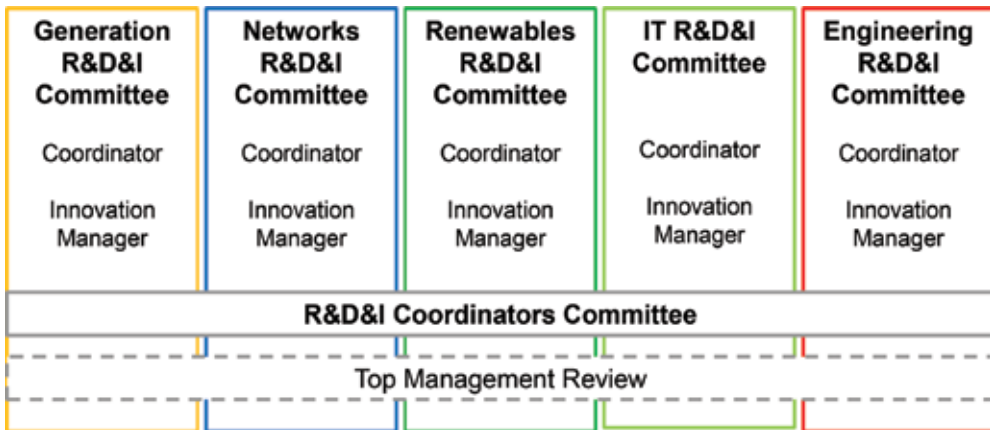 Generation
R&D&I
Committee
Coordinator
Innovation
Manager
Networks
R&D&I
Committee
Coordinator
Innovation
Manager
Renewables
R&D&I
Committee
Coordinator
Innovation
Manager
IT R&D&I
Committee
Coordinator
Innovation
Manager
Engineering
R&D&I
Committee
Coordinator
Innovation
Manager
R&D&I Coordinators Committee
Top Management Review